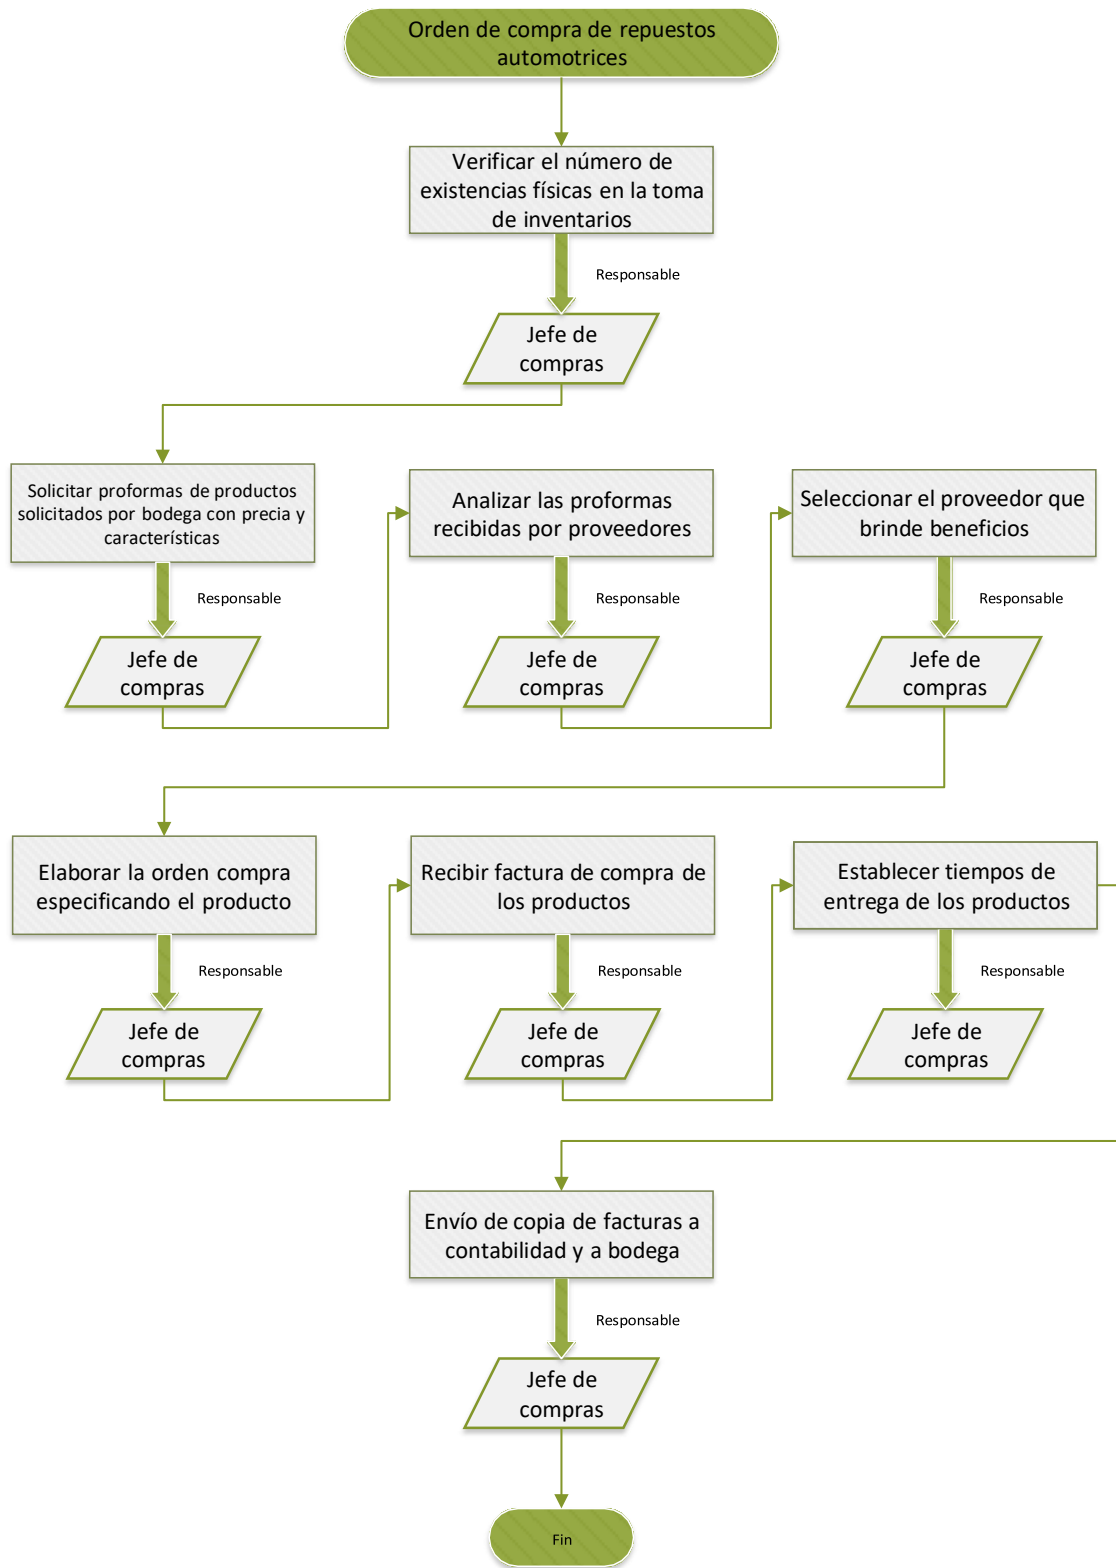 Orden de compra de repuestos
automotrices
Verificar el número de
existencias físicas en la toma
de inventarios
Responsable
Jefe de
compras
Solicitar proformas de productos
solicitados por bodega con precia y
características
Responsable
Jefe de
compras
Analizar las proformas
recibidas por proveedores
Responsable
Jefe de
compras
Seleccionar el proveedor que
brinde beneficios
Responsable
Jefe de
compras
Elaborar la orden compra
especificando el producto
Responsable
Jefe de
compras
Recibir factura de compra de
los productos
Responsable
Jefe de
compras
Establecer tiempos de
entrega de los productos
Responsable
Jefe de
compras
Envío de copia de facturas a
contabilidad y a bodega
Responsable
Jefe de
compras
Fin